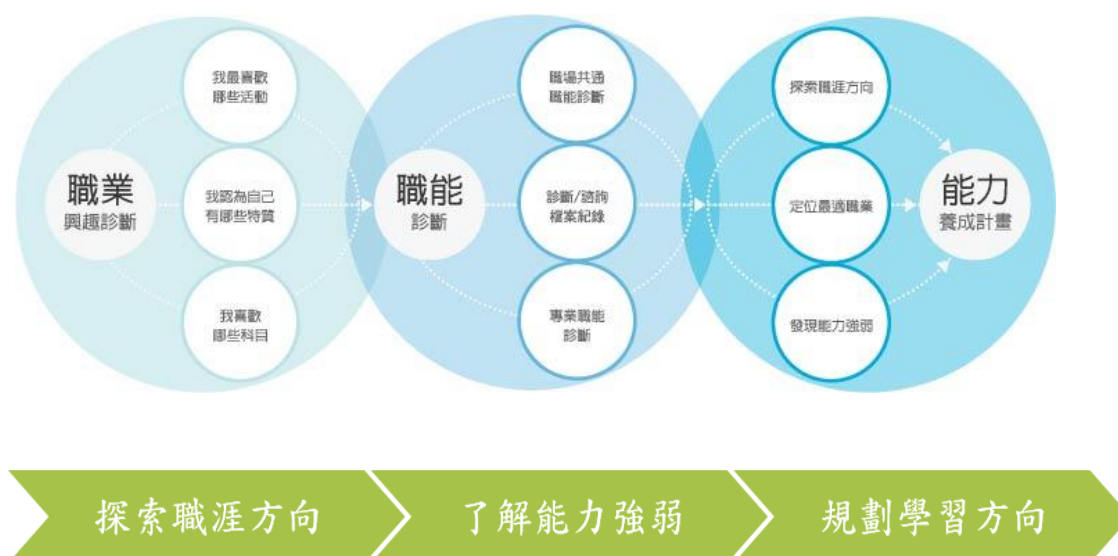 職業
興趣診斷
我最喜歡
哪些活動
我認為自己
有哪些特質
我喜歡
哪些科目
職能
診斷
職場共通
職能診斷
診斷/諮詢
檔案紀錄
專業職能
診斷
探索職涯方向
定位最適職業
發現能力強弱
能力
養成計畫
探索職涯方向
了解能力強弱
規劃學習方向